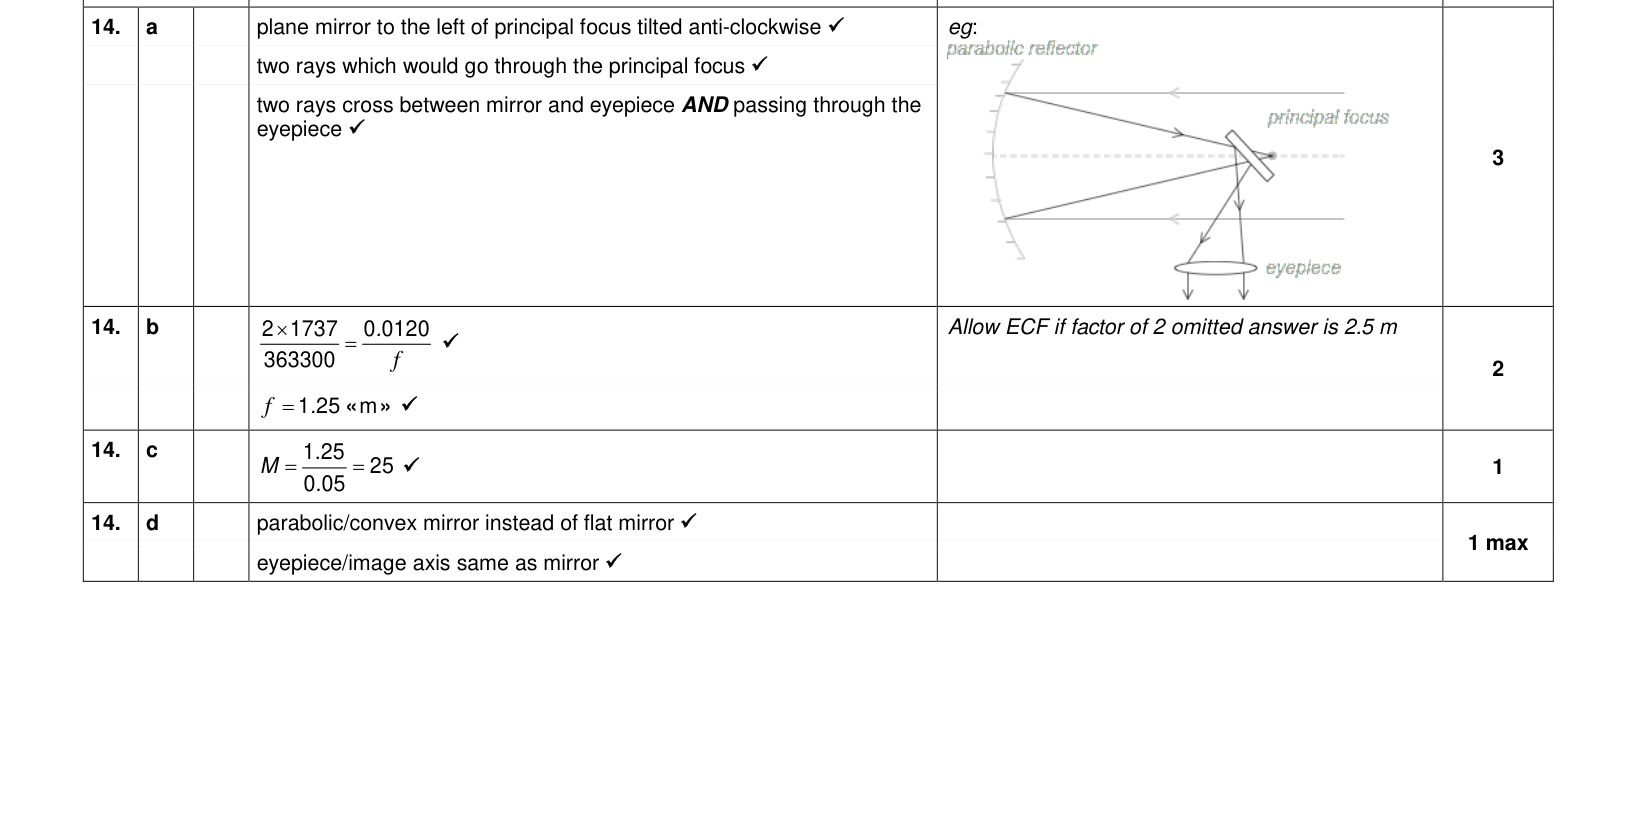 14. a plane mirror to the left of principal focus tilted anti-clockwise ✓
two rays which would go through the principal focus ✓
two rays cross between mirror and eyepiece AND passing through the
eyepiece ✓
eg:
parabolic reflector
principal focus
eyepiece
3
14. b 2×1737/363300 = 0.0120/f ✓
f = 1.25 «m» ✓
Allow ECF if factor of 2 omitted answer is 2.5 m
2
14. c M = 1.25/0.05 = 25 ✓
1
14. d parabolic/convex mirror instead of flat mirror ✓
eyepiece/image axis same as mirror ✓
1 max